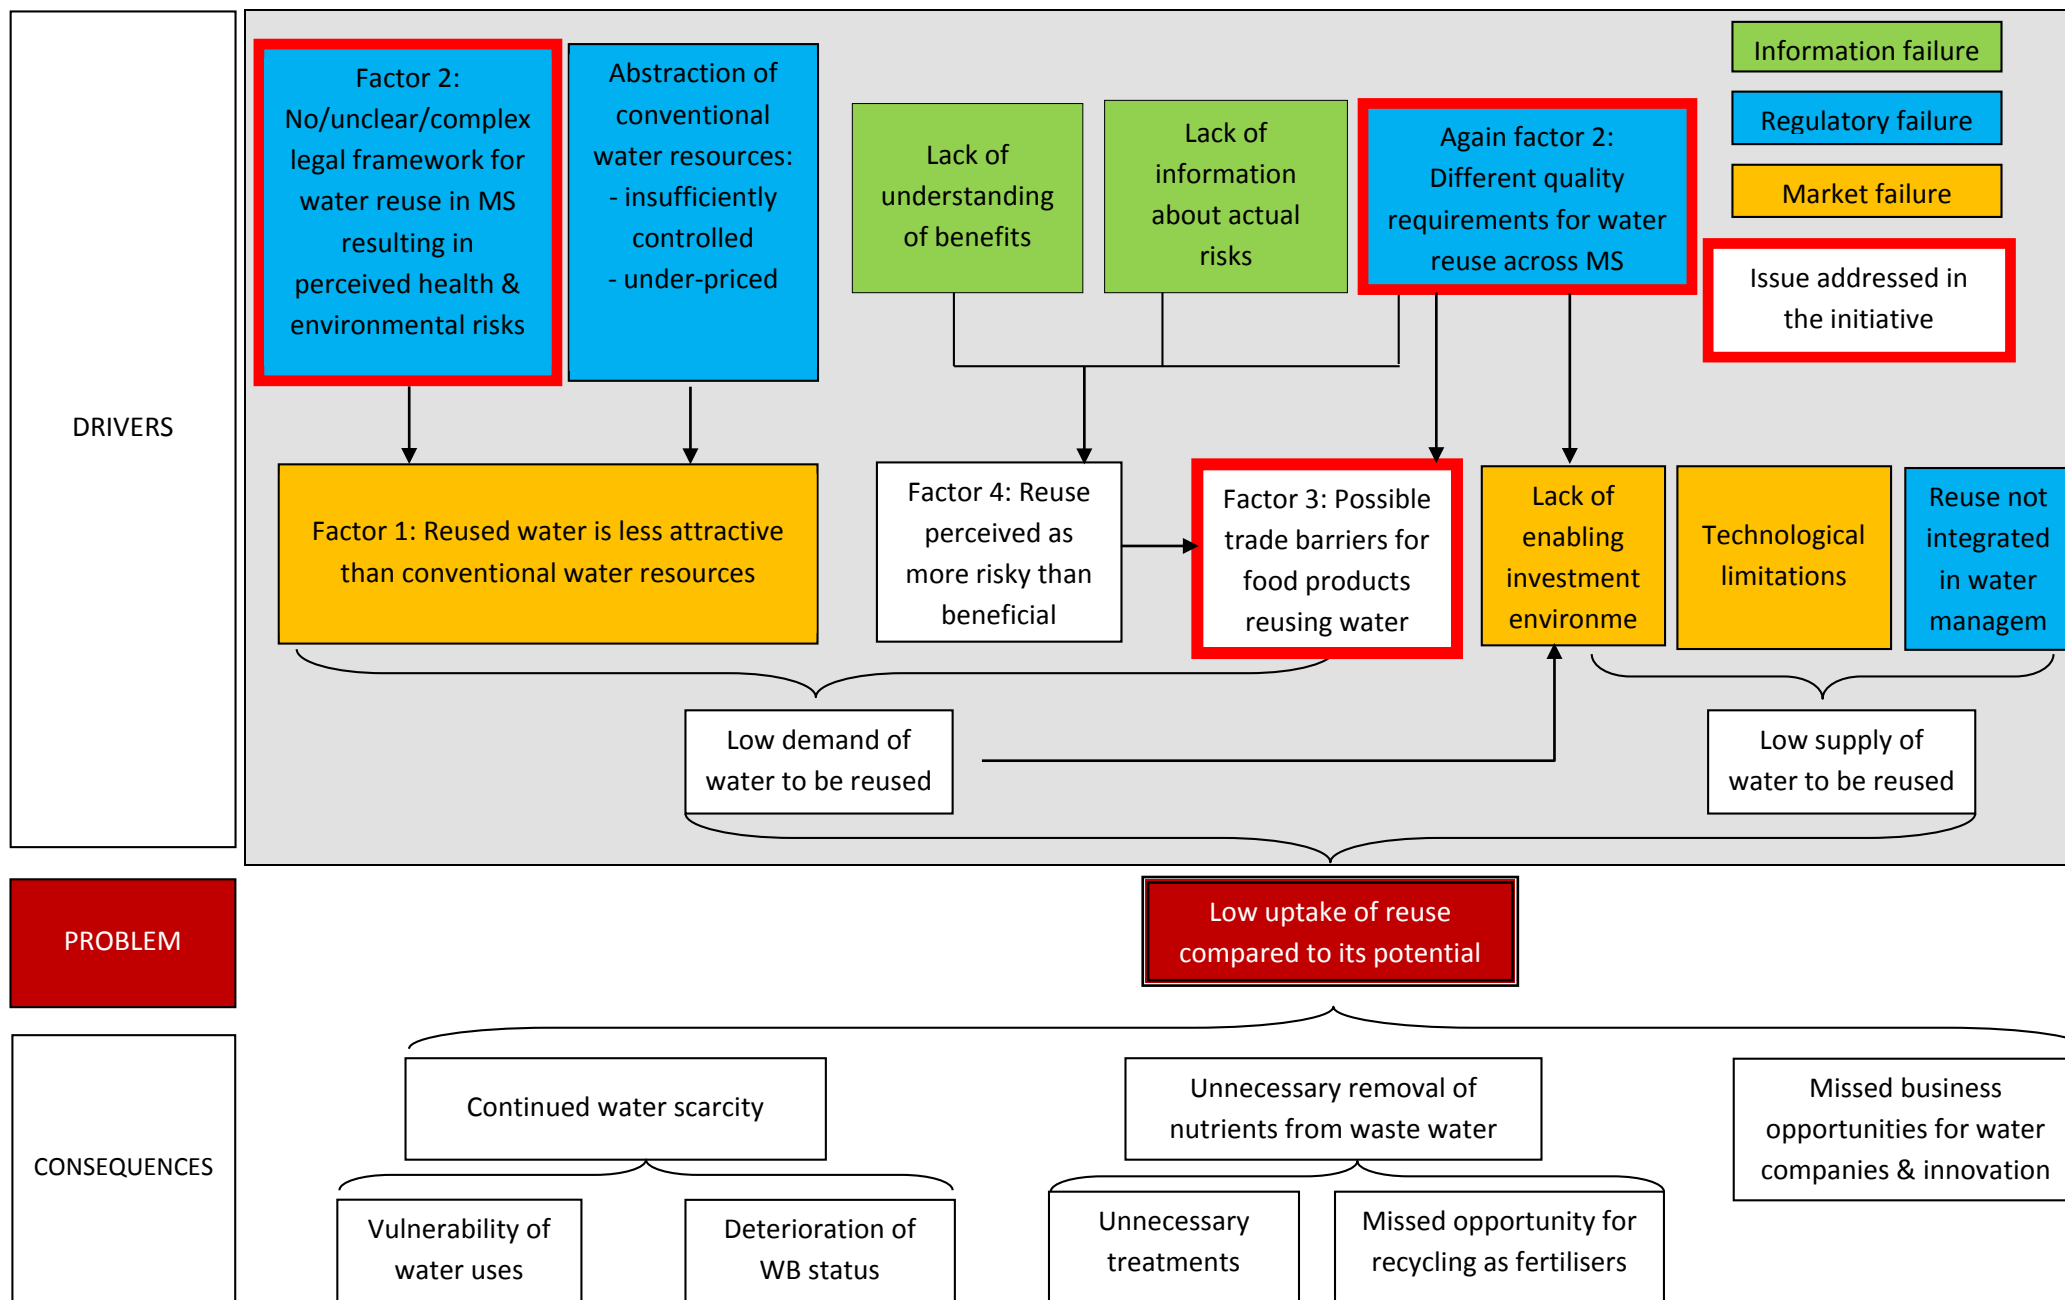 Factor 2:
No/unclear/complex
legal framework for
water reuse in MS
resulting in
perceived health &
environmental risks
Abstraction of
conventional
water resources:
- insufficiently
controlled
- under-priced
Lack of
understanding
of benefits
Lack of
information
about actual
risks
Again factor 2:
Different quality
requirements for water
reuse across MS
Information failure
Regulatory failure
Market failure
Issue addressed in
the initiative
DRIVERS
Factor 1: Reused water is less attractive
than conventional water resources
Factor 4: Reuse
perceived as
more risky than
beneficial
Factor 3: Possible
trade barriers for
food products
reusing water
Lack of
enabling
investment
environme
Technological
limitations
Reuse not
integrated
in water
managem
Low demand of
water to be reused
Low supply of
water to be reused
PROBLEM
Low uptake of reuse
compared to its potential
CONSEQUENCES
Continued water scarcity
Unnecessary removal of
nutrients from waste water
Missed business
opportunities for water
companies & innovation
Vulnerability of
water uses
Deterioration of
WB status
Unnecessary
treatments
Missed opportunity for
recycling as fertilisers